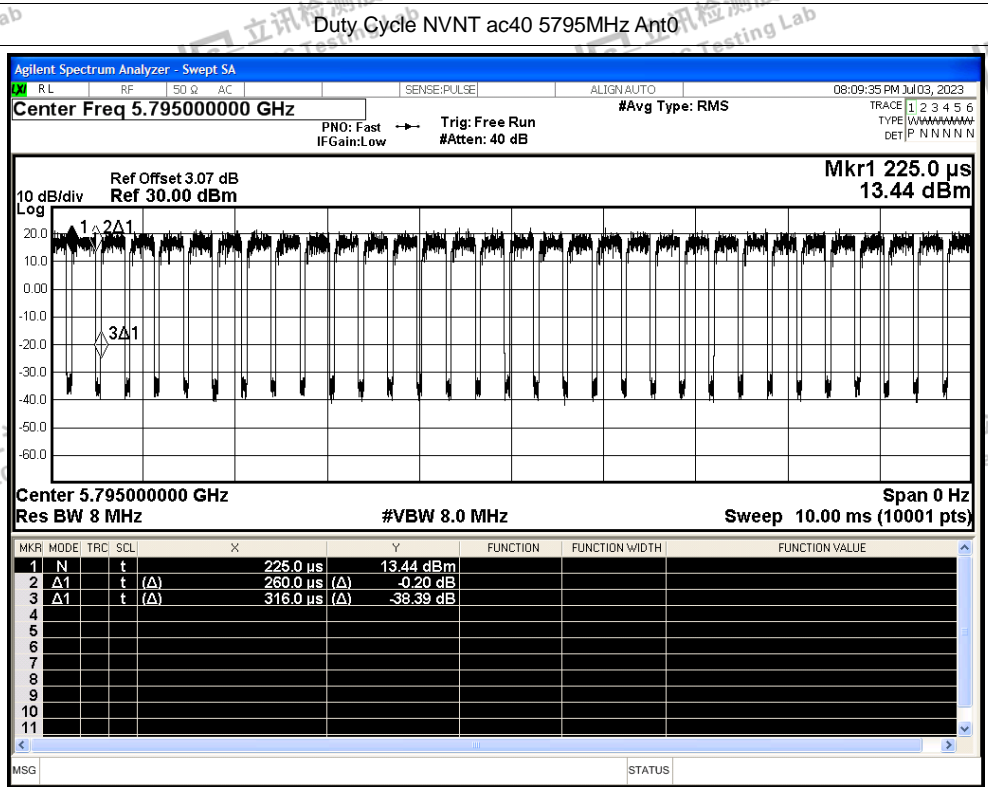 Duty Cycle NVNT ac40 5795MHz Ant0
Agilent Spectrum Analyzer - Swept SA
LXI RL RF 50 Ω AC SENSE:PULSE ALIGN AUTO 08:09:35 PM Jul 03, 2023
Center Freq 5.795000000 GHz #Avg Type: RMS TRACE 1 2 3 4 5 6
PNO: Fast Trig: Free Run TYPE
IFGain:Low #Atten: 40 dB DET P N N N N N
Mkr1 225.0 µs
13.44 dBm
Ref Offset 3.07 dB
10 dB/div Ref 30.00 dBm
Log
1 2Δ1
20.0
10.0
0.00
-10.0
3Δ1
-20.0
-30.0
-40.0
-50.0
-60.0
Center 5.795000000 GHz Span 0 Hz
Res BW 8 MHz #VBW 8.0 MHz Sweep 10.00 ms (10001 pts)
MKR MODE TRC SCL X Y FUNCTION FUNCTION WIDTH FUNCTION VALUE
1 N t 225.0 µs 13.44 dBm
2 Δ1 t (Δ) 260.0 µs (Δ) -0.20 dB
3 Δ1 t (Δ) 316.0 µs (Δ) -38.39 dB
4
5
6
7
8
9
10
11
MSG STATUS